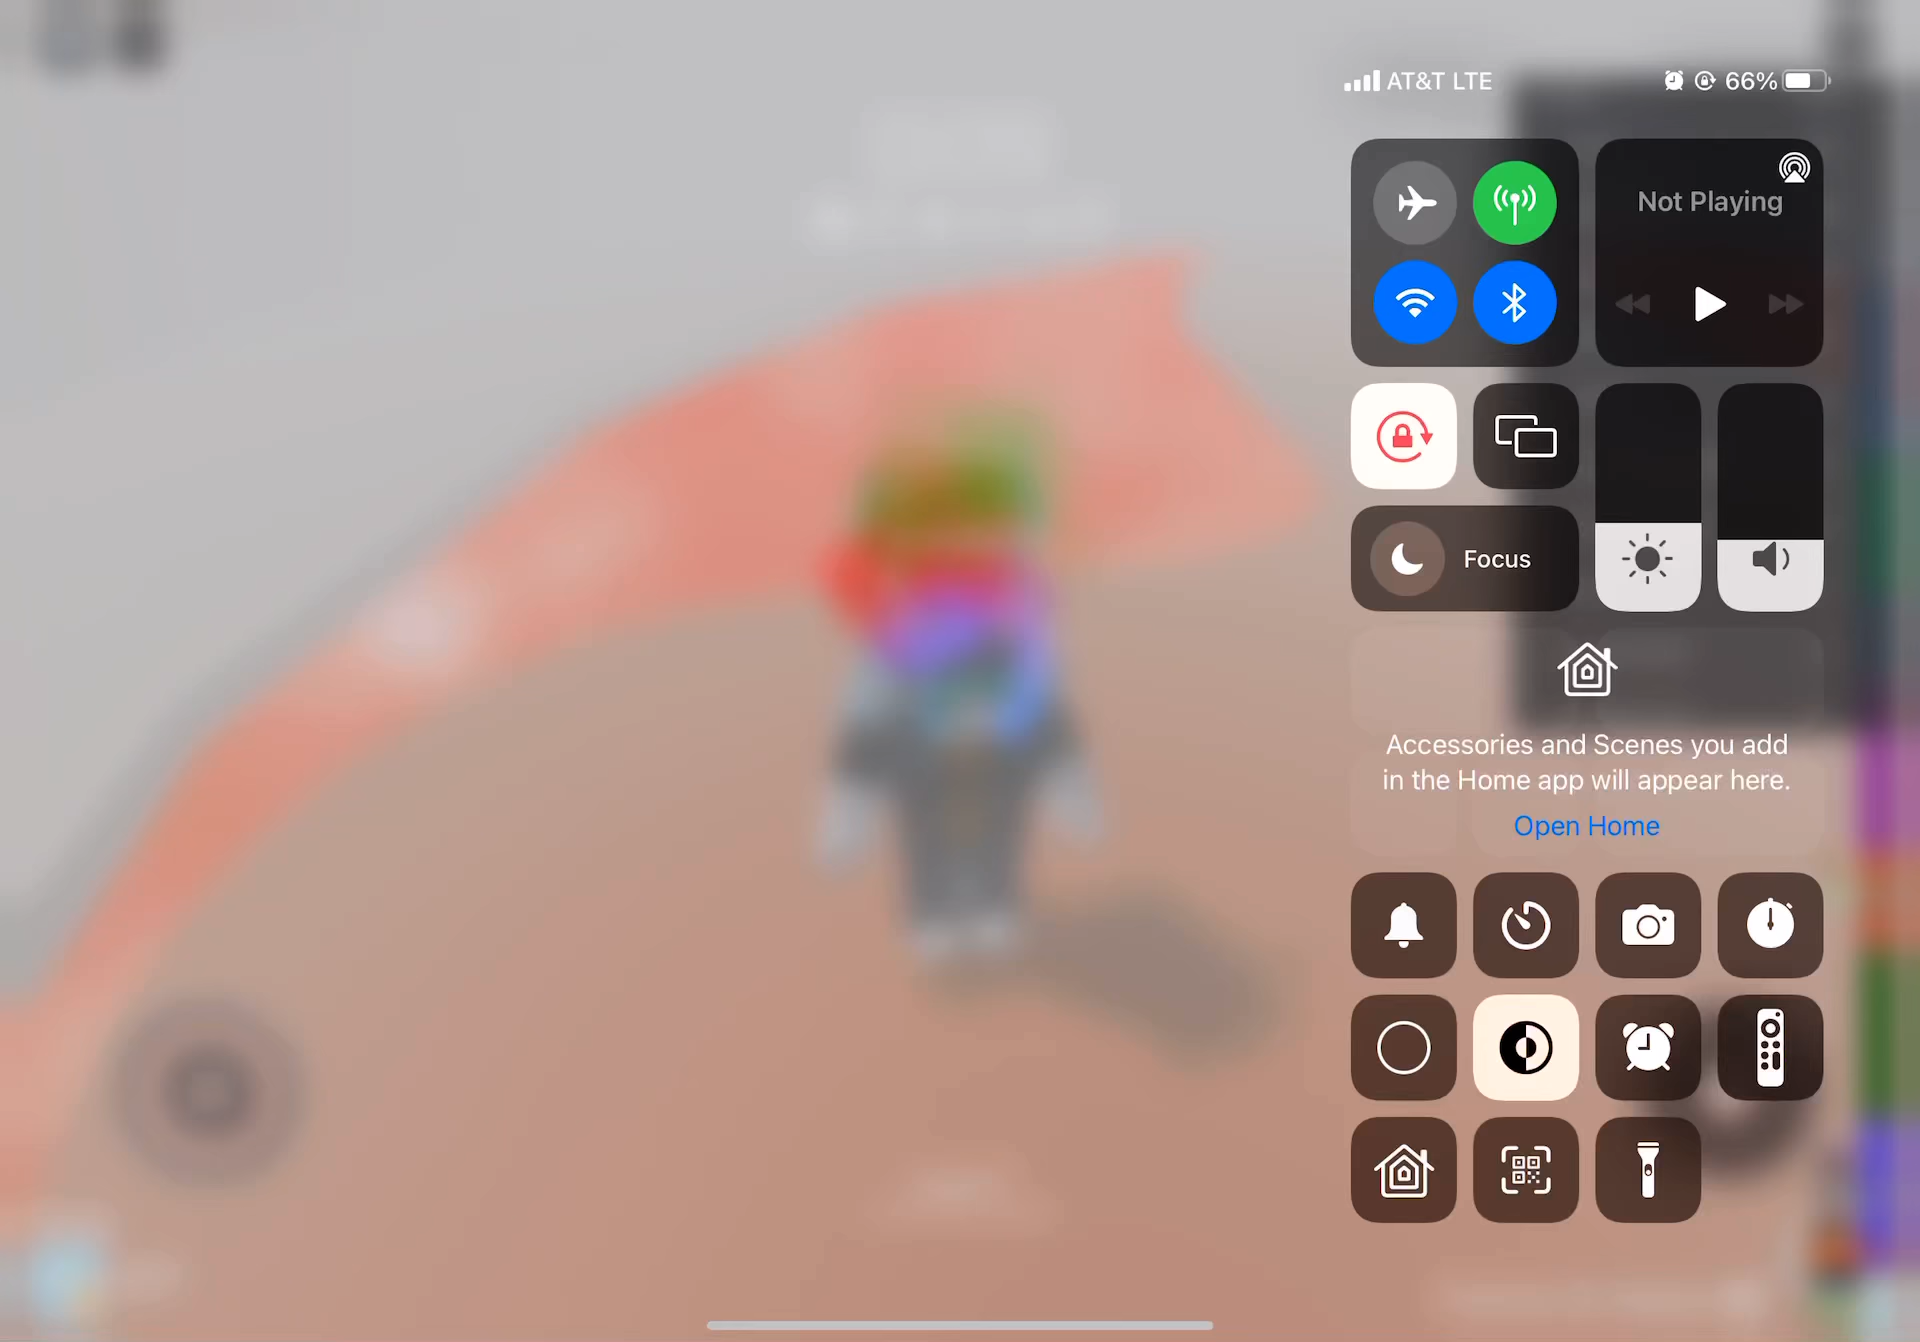 AT&T LTE
66%
Not Playing
Focus
Accessories and Scenes you add
in the Home app will appear here.
Open Home